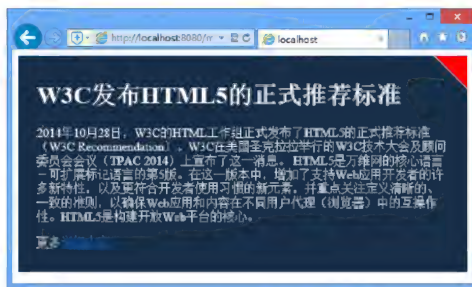 http://localhost:8080/
localhost
W3C发布HTML5的正式推荐标准
2014年10月28日，W3C的HTML工作组正式发布了HTML5的正式推荐标准
（W3C Recommendation）。W3C在美国圣克拉拉举行的W3C技术大会及顾问
委员会会议（TPAC 2014）上宣布了这一消息。HTML5是万维网的核心语言
－可扩展标记语言的第5版。在这一版本中，增加了支持Web应用开发者的许
多新特性，以及更符合开发者使用习惯的新元素，并重点关注定义清晰的、
一致的准则，以确保Web应用和内容在不同用户代理（浏览器）中的互操作
性。HTML5是构建开放Web平台的核心。
更多